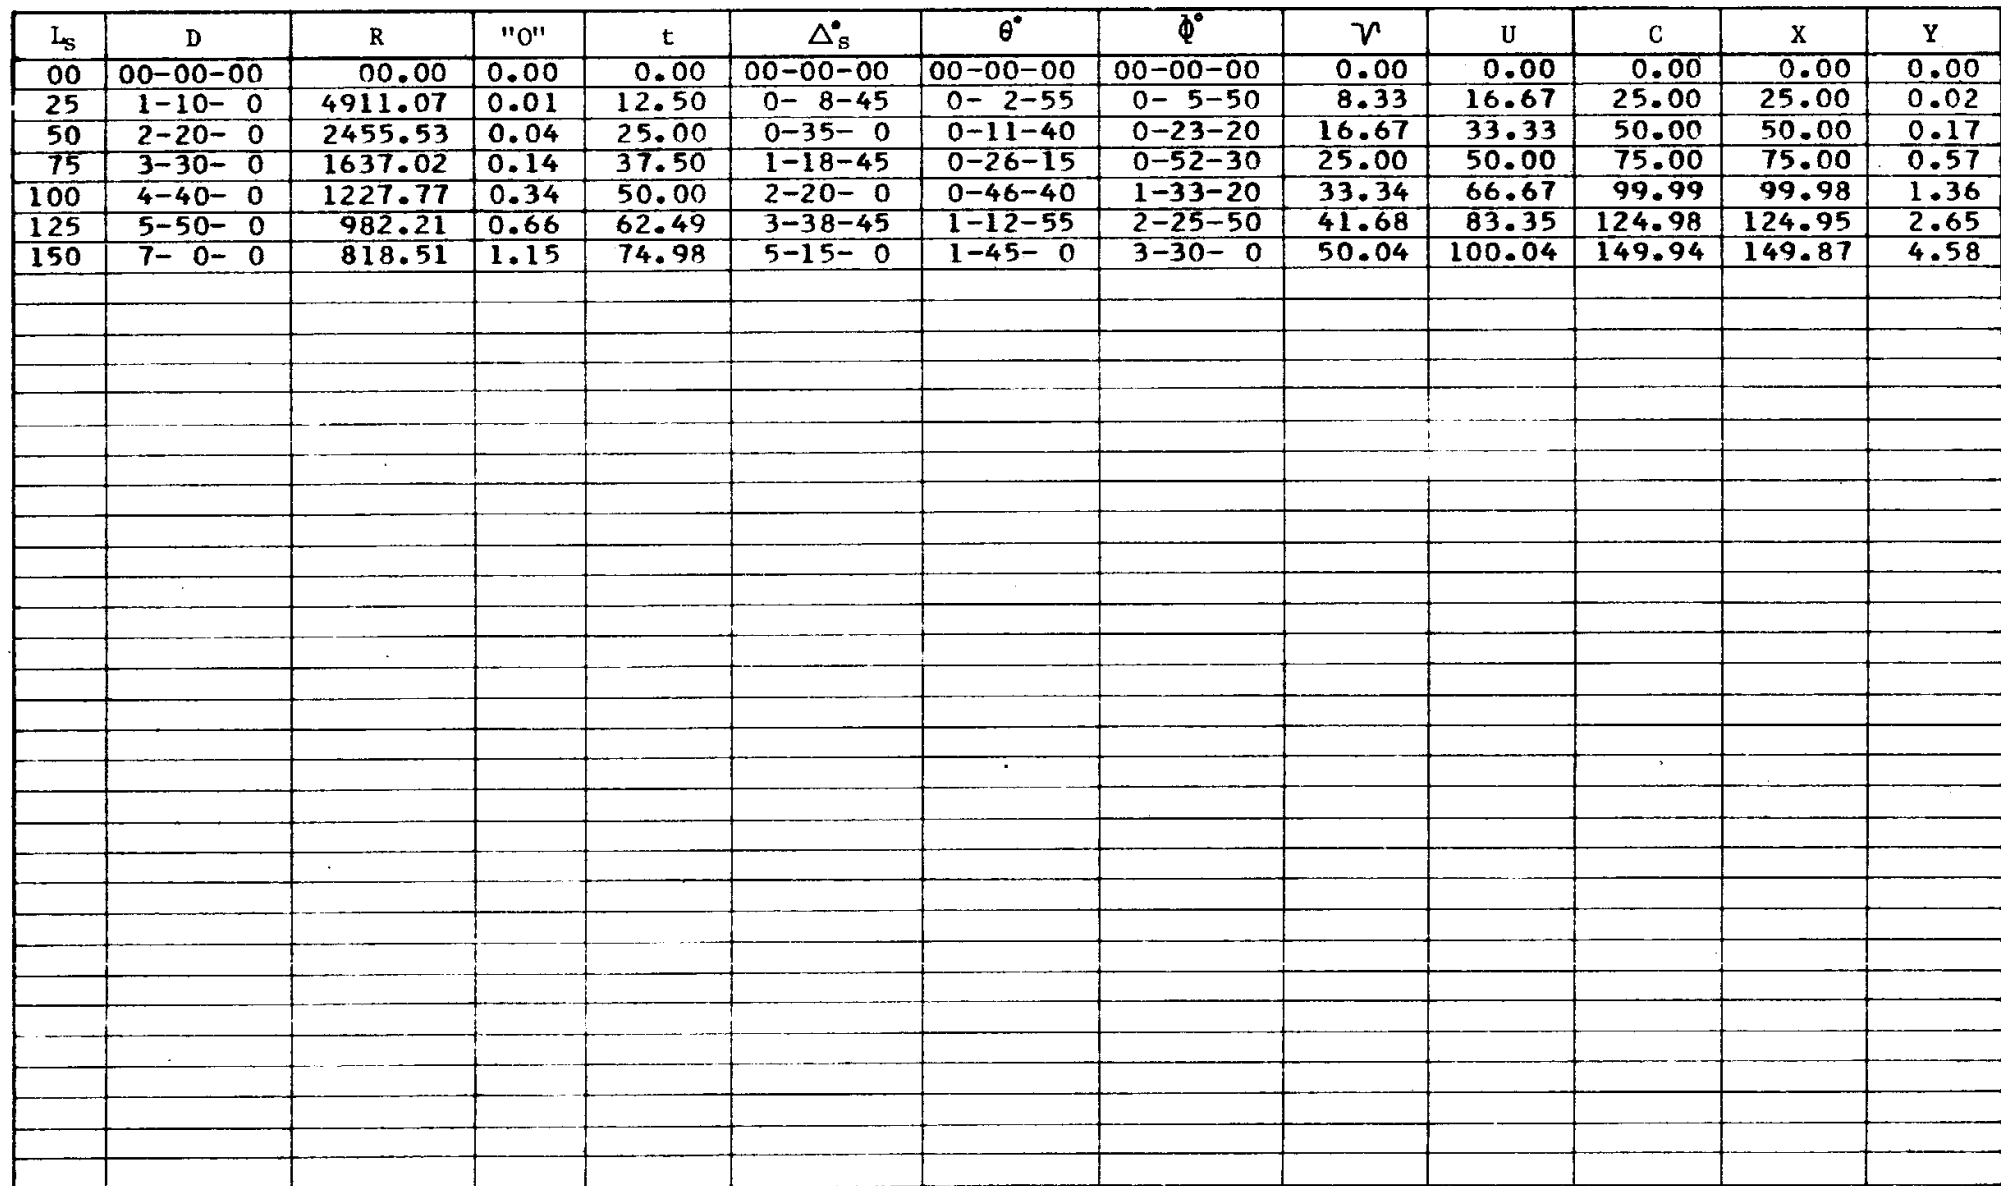 Ls D R "O" t △°s θ° Φ° V U C X Y
00 00-00-00 00.00 0.00 0.00 00-00-00 00-00-00 00-00-00 0.00 0.00 0.00 0.00 0.00
25 1-10- 0 4911.07 0.01 12.50 0- 8-45 0- 2-55 0- 5-50 8.33 16.67 25.00 25.00 0.02
50 2-20- 0 2455.53 0.04 25.00 0-35- 0 0-11-40 0-23-20 16.67 33.33 50.00 50.00 0.17
75 3-30- 0 1637.02 0.14 37.50 1-18-45 0-26-15 0-52-30 25.00 50.00 75.00 75.00 0.57
100 4-40- 0 1227.77 0.34 50.00 2-20- 0 0-46-40 1-33-20 33.34 66.67 99.99 99.98 1.36
125 5-50- 0 982.21 0.66 62.49 3-38-45 1-12-55 2-25-50 41.68 83.35 124.98 124.95 2.65
150 7- 0- 0 818.51 1.15 74.98 5-15- 0 1-45- 0 3-30- 0 50.04 100.04 149.94 149.87 4.58